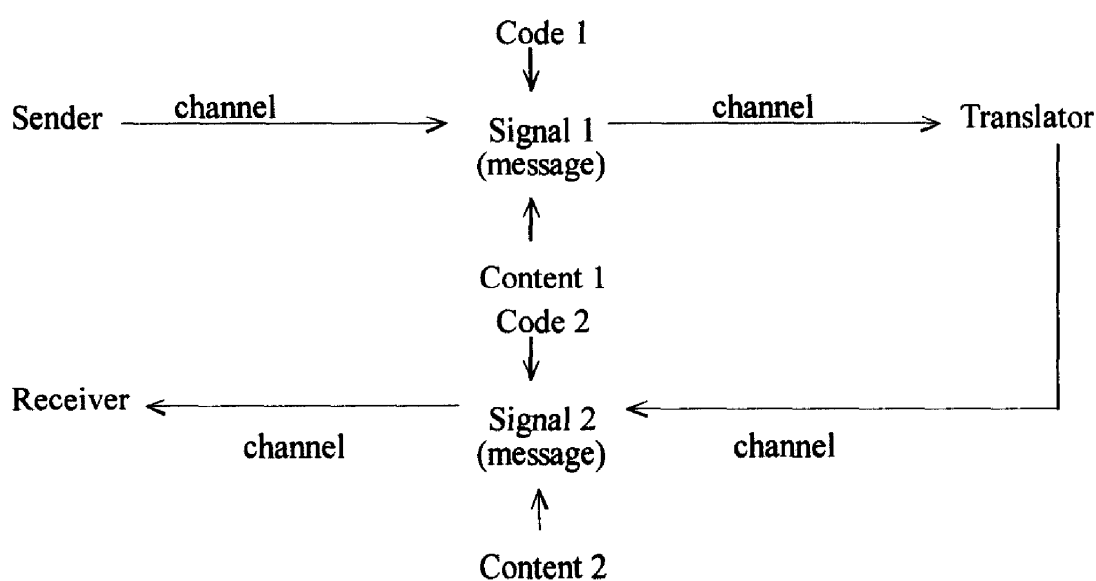 Code 1
Sender
channel
Signal 1
(message)
channel
Translator
Content 1
Code 2
Receiver
channel
Signal 2
(message)
channel
Content 2